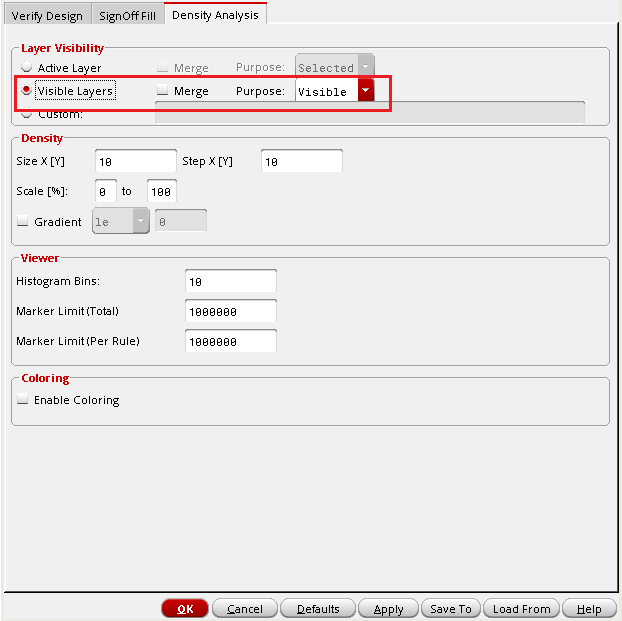 Verify Design SignOff Fill Density Analysis
Layer Visibility
Active Layer Merge Purpose: Selected
Visible Layers Merge Purpose: Visible
Custom:
Density
Size X [Y] 10 Step X [Y] 10
Scale [%]: 0 to 100
Gradient le 0
Viewer
Histogram Bins: 10
Marker Limit (Total) 1000000
Marker Limit (Per Rule) 1000000
Coloring
Enable Coloring
OK Cancel Defaults Apply Save To Load From Help